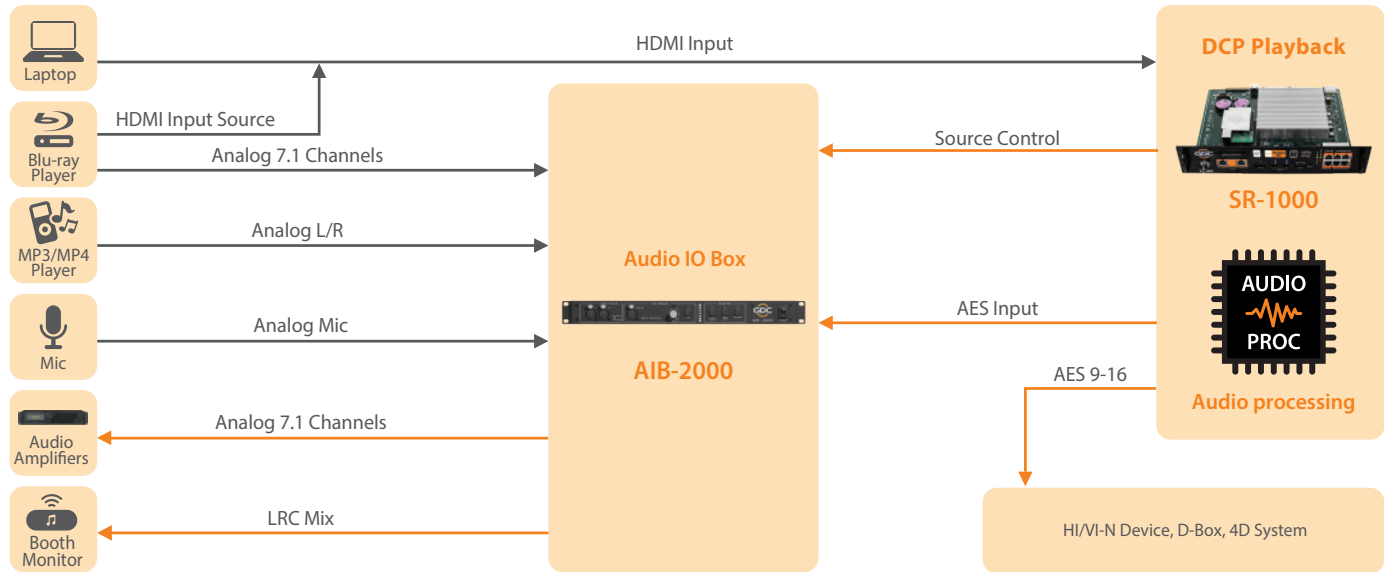 Laptop
HDMI Input
DCP Playback
HDMI Input Source
Blu-ray
Player
Analog 7.1 Channels
Source Control
SR-1000
MP3/MP4
Player
Analog L/R
Audio IO Box
GDC
AUDIO
PROC
Mic
Analog Mic
AES Input
AIB-2000
AES 9-16
Audio processing
Audio
Amplifiers
Analog 7.1 Channels
Booth
Monitor
LRC Mix
HI/VI-N Device, D-Box, 4D System